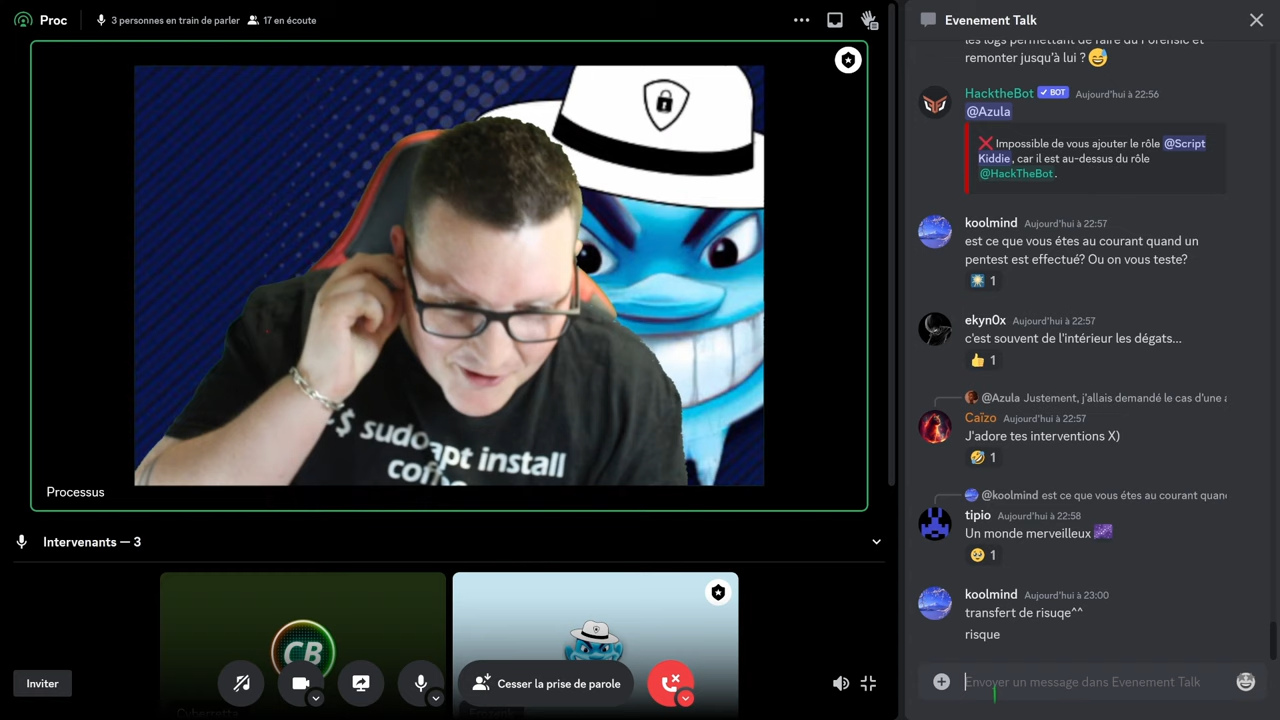 Proc
3 personnes en train de parler
17 en écoute
Evenement Talk
les logs permettant de faire du Forensic et
remonter jusqu'à lui ? 😅
HacktheBot ✓ BOT Aujourd'hui à 22:56
@Azula
❌ Impossible de vous ajouter le rôle @Script
Kiddie, car il est au-dessus du rôle
@HackTheBot.
koolmind Aujourd'hui à 22:57
est ce que vous étes au courant quand un
pentest est effectué? Ou on vous teste?
1
ekyn0x Aujourd'hui à 22:57
c'est souvent de l'intérieur les dégats...
👍 1
@Azula Justement, j'allais demandé le cas d'une
Caïzo Aujourd'hui à 22:57
J'adore tes interventions X)
🤣 1
@koolmind est ce que vous étes au courant
tipio Aujourd'hui à 22:58
Un monde merveilleux
🥹 1
koolmind Aujourd'hui à 23:00
transfert de risuqe^^
risque
Envoyer un message dans Evenement Talk
$ sudo apt install
Processus
Intervenants — 3
CB
Inviter
Cesser la prise de parole